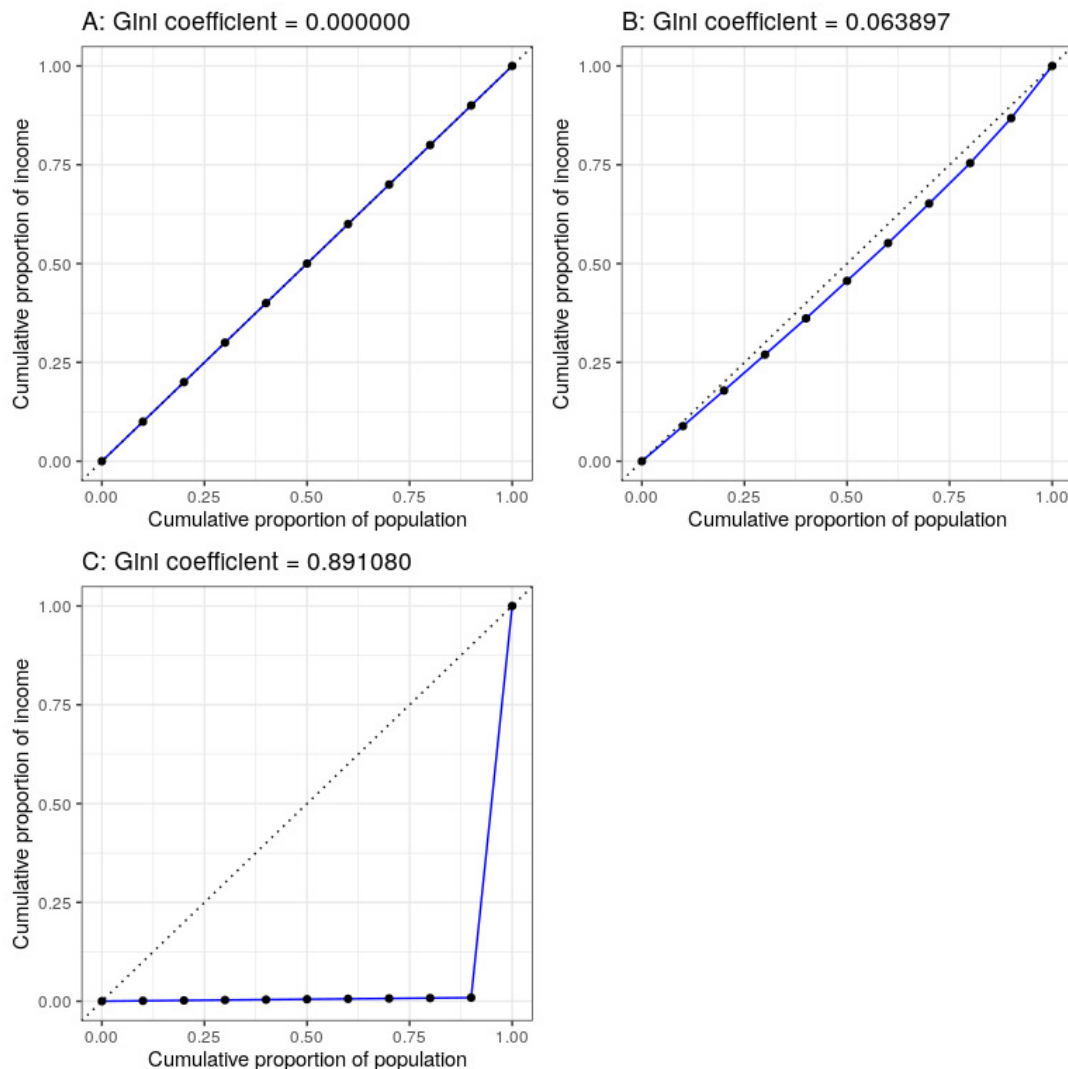 A: GInI coefficient = 0.000000
1.00
0.75
0.50
0.25
0.00
Cumulative proportion of income
0.00 0.25 0.50 0.75 1.00
Cumulative proportion of population
B: GInI coefficient = 0.063897
1.00
0.75
0.50
0.25
0.00
Cumulative proportion of income
0.00 0.25 0.50 0.75 1.00
Cumulative proportion of population
C: GInI coefficient = 0.891080
1.00
0.75
0.50
0.25
0.00
Cumulative proportion of income
0.00 0.25 0.50 0.75 1.00
Cumulative proportion of population